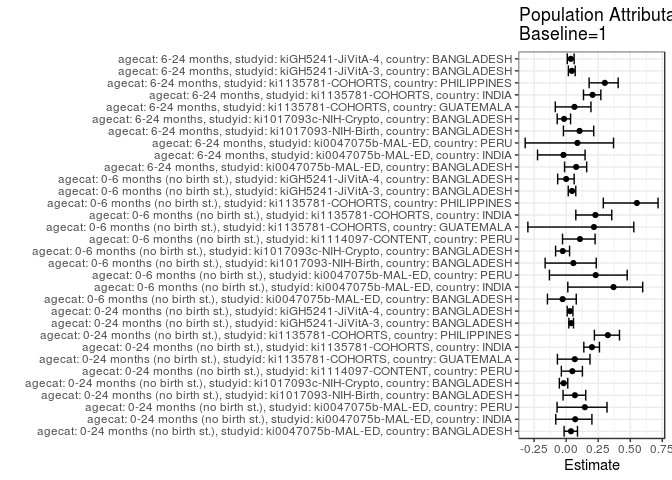 Population Attributa
Baseline=1
agecat: 6-24 months, studyid: kiGH5241-JiVitA-4, country: BANGLADESH
agecat: 6-24 months, studyid: kiGH5241-JiVitA-3, country: BANGLADESH
agecat: 6-24 months, studyid: ki1135781-COHORTS, country: PHILIPPINES
agecat: 6-24 months, studyid: ki1135781-COHORTS, country: INDIA
agecat: 6-24 months, studyid: ki1135781-COHORTS, country: GUATEMALA
agecat: 6-24 months, studyid: ki1017093c-NIH-Crypto, country: BANGLADESH
agecat: 6-24 months, studyid: ki1017093-NIH-Birth, country: BANGLADESH
agecat: 6-24 months, studyid: ki0047075b-MAL-ED, country: PERU
agecat: 6-24 months, studyid: ki0047075b-MAL-ED, country: INDIA
agecat: 6-24 months, studyid: ki0047075b-MAL-ED, country: BANGLADESH
agecat: 0-6 months (no birth st.), studyid: kiGH5241-JiVitA-4, country: BANGLADESH
agecat: 0-6 months (no birth st.), studyid: kiGH5241-JiVitA-3, country: BANGLADESH
agecat: 0-6 months (no birth st.), studyid: ki1135781-COHORTS, country: PHILIPPINES
agecat: 0-6 months (no birth st.), studyid: ki1135781-COHORTS, country: INDIA
agecat: 0-6 months (no birth st.), studyid: ki1135781-COHORTS, country: GUATEMALA
agecat: 0-6 months (no birth st.), studyid: ki1114097-CONTENT, country: PERU
agecat: 0-6 months (no birth st.), studyid: ki1017093c-NIH-Crypto, country: BANGLADESH
agecat: 0-6 months (no birth st.), studyid: ki1017093-NIH-Birth, country: BANGLADESH
agecat: 0-6 months (no birth st.), studyid: ki0047075b-MAL-ED, country: PERU
agecat: 0-6 months (no birth st.), studyid: ki0047075b-MAL-ED, country: INDIA
agecat: 0-6 months (no birth st.), studyid: ki0047075b-MAL-ED, country: BANGLADESH
agecat: 0-24 months (no birth st.), studyid: kiGH5241-JiVitA-4, country: BANGLADESH
agecat: 0-24 months (no birth st.), studyid: kiGH5241-JiVitA-3, country: BANGLADESH
agecat: 0-24 months (no birth st.), studyid: ki1135781-COHORTS, country: PHILIPPINES
agecat: 0-24 months (no birth st.), studyid: ki1135781-COHORTS, country: INDIA
agecat: 0-24 months (no birth st.), studyid: ki1135781-COHORTS, country: GUATEMALA
agecat: 0-24 months (no birth st.), studyid: ki1114097-CONTENT, country: PERU
agecat: 0-24 months (no birth st.), studyid: ki1017093c-NIH-Crypto, country: BANGLADESH
agecat: 0-24 months (no birth st.), studyid: ki1017093-NIH-Birth, country: BANGLADESH
agecat: 0-24 months (no birth st.), studyid: ki0047075b-MAL-ED, country: PERU
agecat: 0-24 months (no birth st.), studyid: ki0047075b-MAL-ED, country: INDIA
agecat: 0-24 months (no birth st.), studyid: ki0047075b-MAL-ED, country: BANGLADESH
-0.25 0.00 0.25 0.50 0.75
Estimate